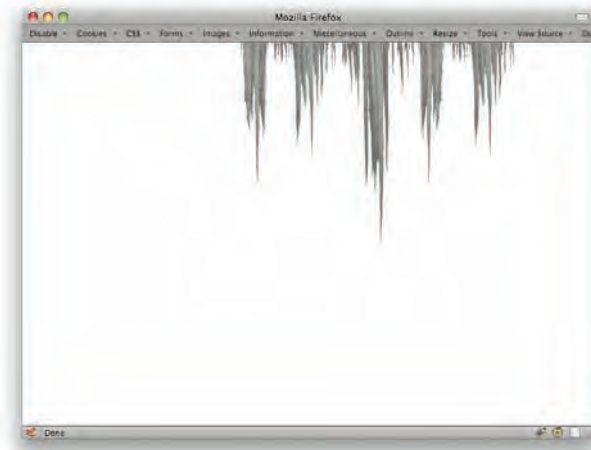 Mozilla Firefox
Disable Cookies CSS Forms Images Information Miscellaneous Outline Resize Tools View Source
Done